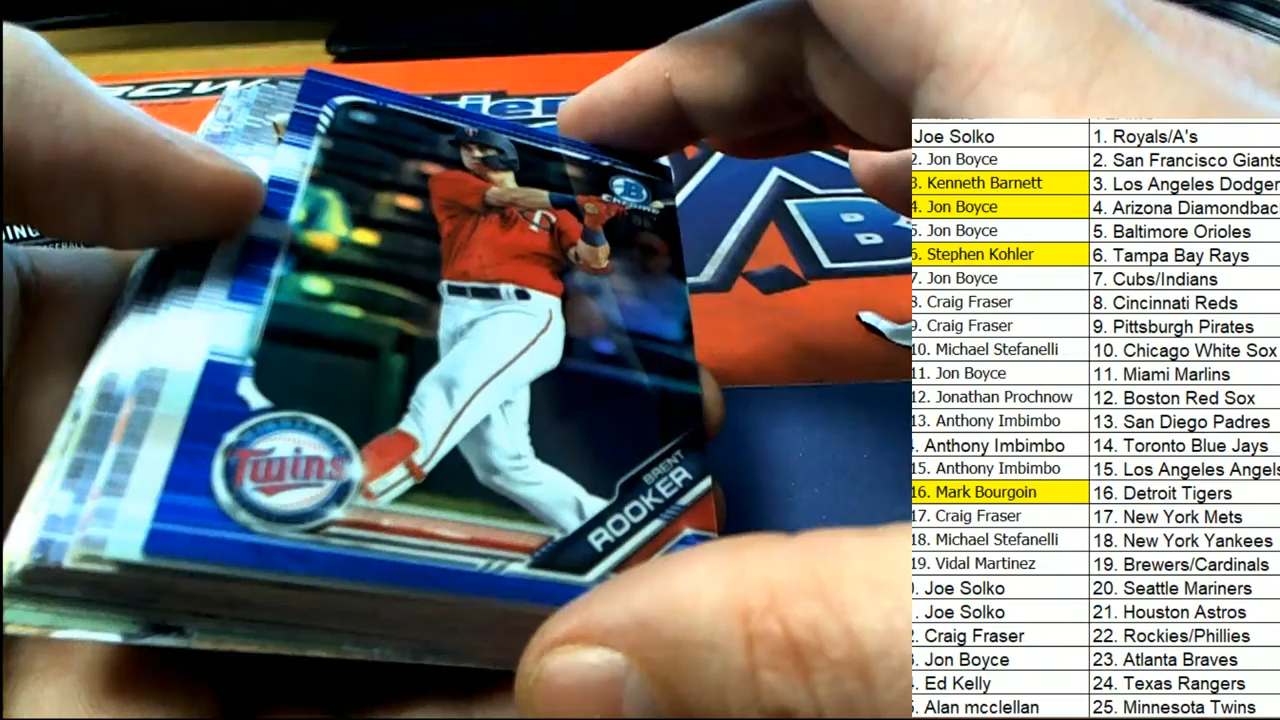 B
CHROME
Twins
BRENT
ROOKER
BASEBALL
Joe Solko 1. Royals/A's
2. Jon Boyce 2. San Francisco Giants
3. Kenneth Barnett 3. Los Angeles Dodger
4. Jon Boyce 4. Arizona Diamondbac
5. Jon Boyce 5. Baltimore Orioles
6. Stephen Kohler 6. Tampa Bay Rays
7. Jon Boyce 7. Cubs/Indians
8. Craig Fraser 8. Cincinnati Reds
9. Craig Fraser 9. Pittsburgh Pirates
10. Michael Stefanelli 10. Chicago White Sox
11. Jon Boyce 11. Miami Marlins
12. Jonathan Prochnow 12. Boston Red Sox
13. Anthony Imbimbo 13. San Diego Padres
. Anthony Imbimbo 14. Toronto Blue Jays
15. Anthony Imbimbo 15. Los Angeles Angels
16. Mark Bourgoin 16. Detroit Tigers
17. Craig Fraser 17. New York Mets
18. Michael Stefanelli 18. New York Yankees
19. Vidal Martinez 19. Brewers/Cardinals
. Joe Solko 20. Seattle Mariners
. Joe Solko 21. Houston Astros
. Craig Fraser 22. Rockies/Phillies
. Jon Boyce 23. Atlanta Braves
. Ed Kelly 24. Texas Rangers
. Alan mcclellan 25. Minnesota Twins